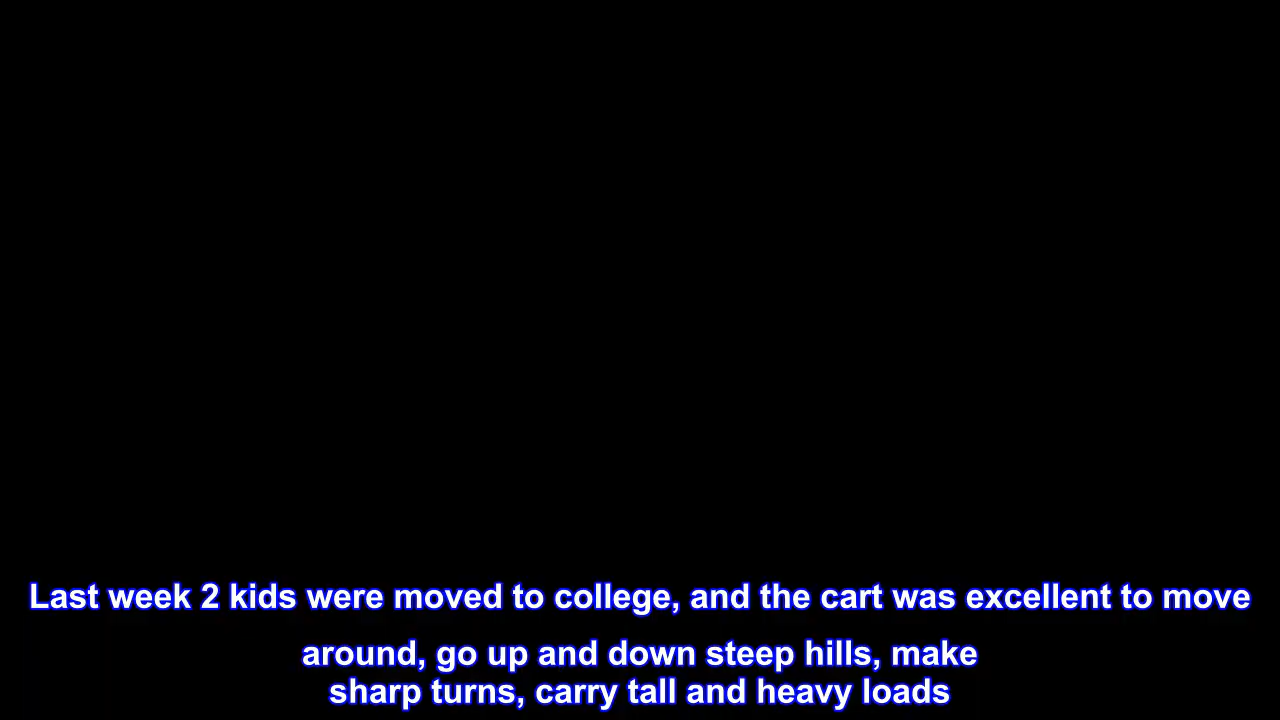 Last week 2 kids were moved to college, and the cart was excellent to move
around, go up and down steep hills, make
sharp turns, carry tall and heavy loads